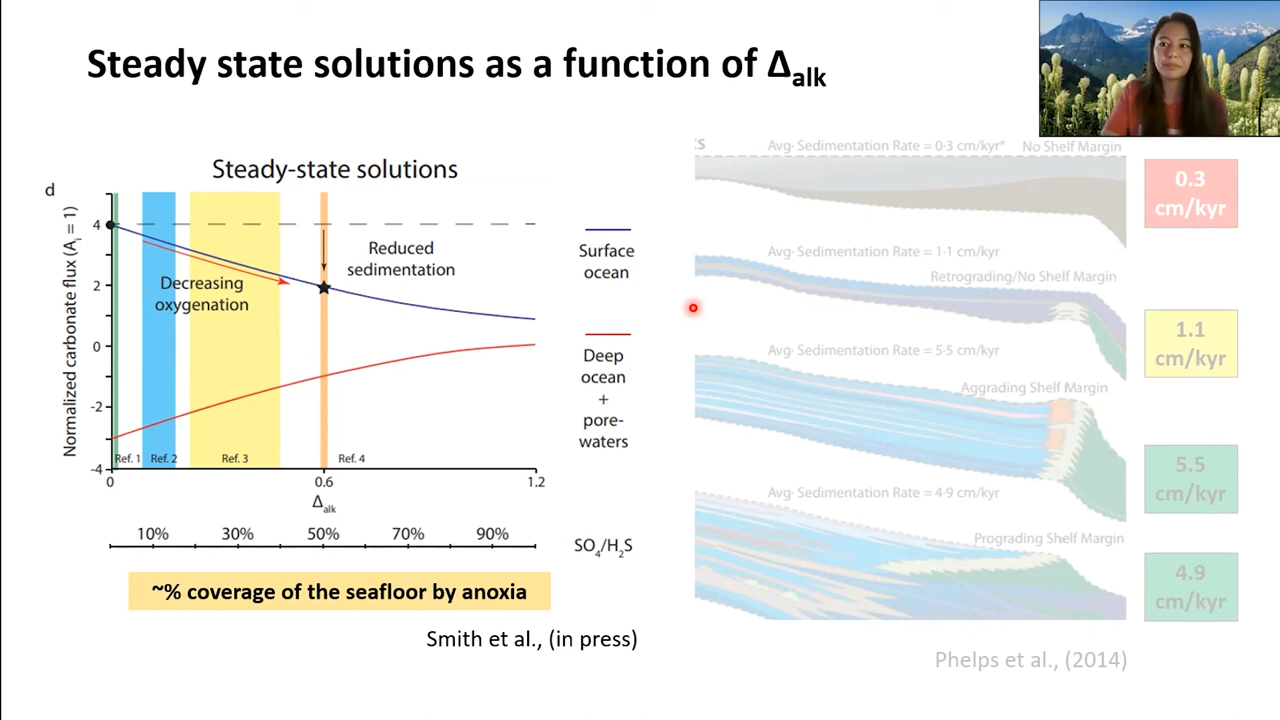 Steady state solutions as a function of Δalk
Steady-state solutions
d
Normalized carbonate flux (Ai = 1)
4
2
0
-2
-4
Reduced
sedimentation
Decreasing
oxygenation
Ref. 1
Ref. 2
Ref. 3
Ref. 4
0
0.6
1.2
Δalk
10%
30%
50%
70%
90%
SO4/H2S
Surface
ocean
Deep
ocean
+
pore-
waters
~% coverage of the seafloor by anoxia
Smith et al., (in press)
Avg. Sedimentation Rate = 0.3 cm/kyr*
No Shelf Margin
Avg. Sedimentation Rate = 1.1 cm/kyr
Retrograding/No Shelf Margin
Avg. Sedimentation Rate = 5.5 cm/kyr
Aggrading Shelf Margin
Avg. Sedimentation Rate = 4.9 cm/kyr
Prograding Shelf Margin
0.3
cm/kyr
1.1
cm/kyr
5.5
cm/kyr
4.9
cm/kyr
Phelps et al., (2014)